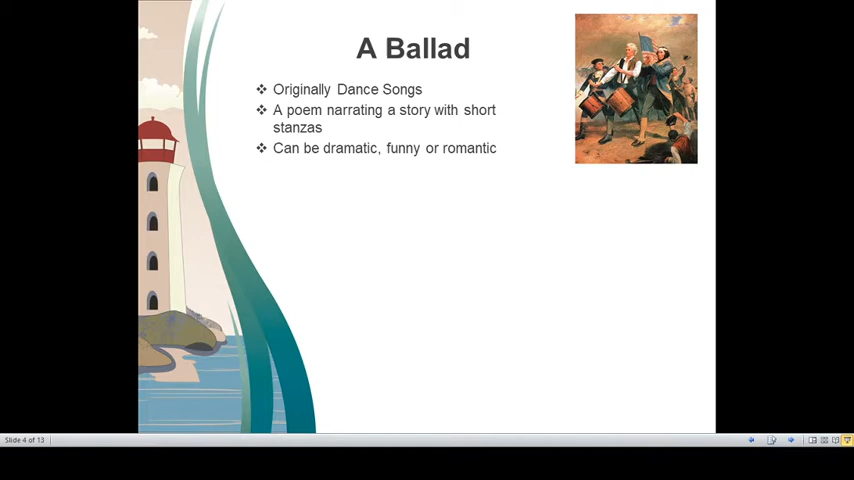 A Ballad
❖ Originally Dance Songs
❖ A poem narrating a story with short
stanzas
❖ Can be dramatic, funny or romantic
Slide 4 of 13